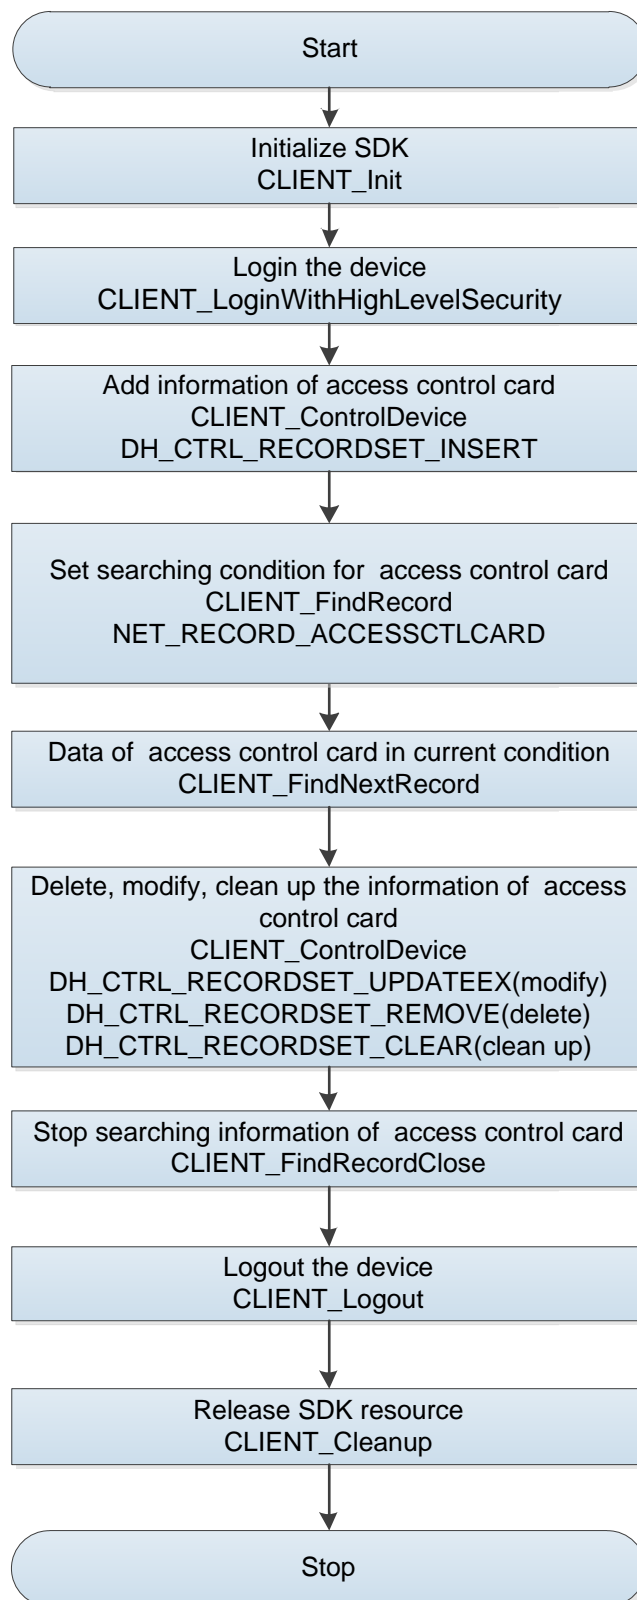 Start
Initialize SDK
CLIENT_Init
Login the device
CLIENT_LoginWithHighLevelSecurity
Add information of access control card
CLIENT_ControlDevice
DH_CTRL_RECORDSET_INSERT
Set searching condition for access control card
CLIENT_FindRecord
NET_RECORD_ACCESSCTLCARD
Data of access control card in current condition
CLIENT_FindNextRecord
Delete, modify, clean up the information of access
control card
CLIENT_ControlDevice
DH_CTRL_RECORDSET_UPDATEEX(modify)
DH_CTRL_RECORDSET_REMOVE(delete)
DH_CTRL_RECORDSET_CLEAR(clean up)
Stop searching information of access control card
CLIENT_FindRecordClose
Logout the device
CLIENT_Logout
Release SDK resource
CLIENT_Cleanup
Stop